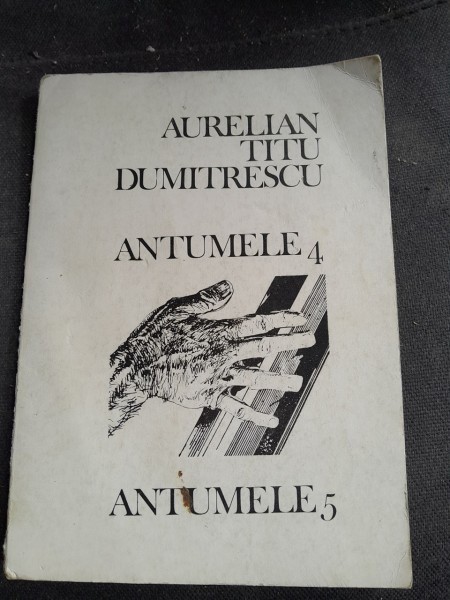 AURELIAN
TITU
DUMITRESCU
ANTUMELE 4
ANTUMELE 5